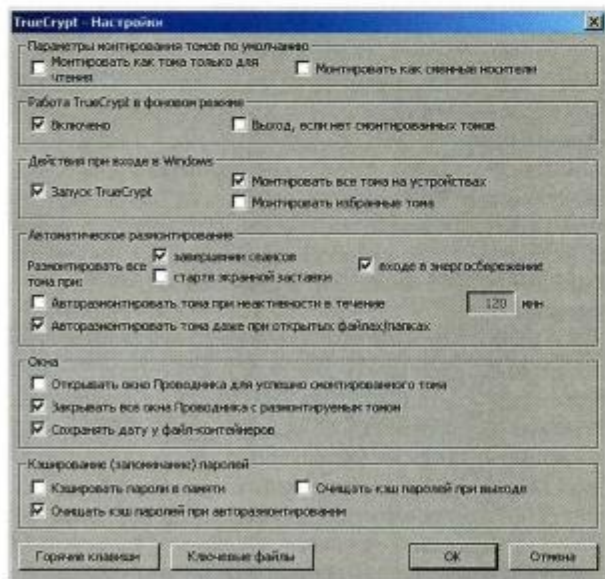 TrueCrypt - Настройки
Параметры монтирования томов по умолчанию
Монтировать как тома только для чтения
Монтировать как сменные носители
Работа TrueCrypt в фоновом режиме
Включено
Выход, если нет смонтированных томов
Действия при входе в Windows
Запуск TrueCrypt
Монтировать все тома на устройствах
Монтировать избранные тома
Автоматическое размонтирование
Размонтировать все тома при:
завершении сеансов
старте экранной заставки
входе в энергосбережение
Авторазмонтировать тома при неактивности в течение 120 мин
Авторазмонтировать тома даже при открытых файлах/папках
Окна
Открывать окно Проводника для успешно смонтированного тома
Закрывать все окна Проводника с размонтируемым томом
Сохранять дату у файл-контейнеров
Кэширование (запоминание) паролей
Кэшировать пароли в памяти
Очищать кэш паролей при выходе
Очищать кэш паролей при авторазмонтировании
Горячие клавиши
Ключевые файлы
OK
Отмена